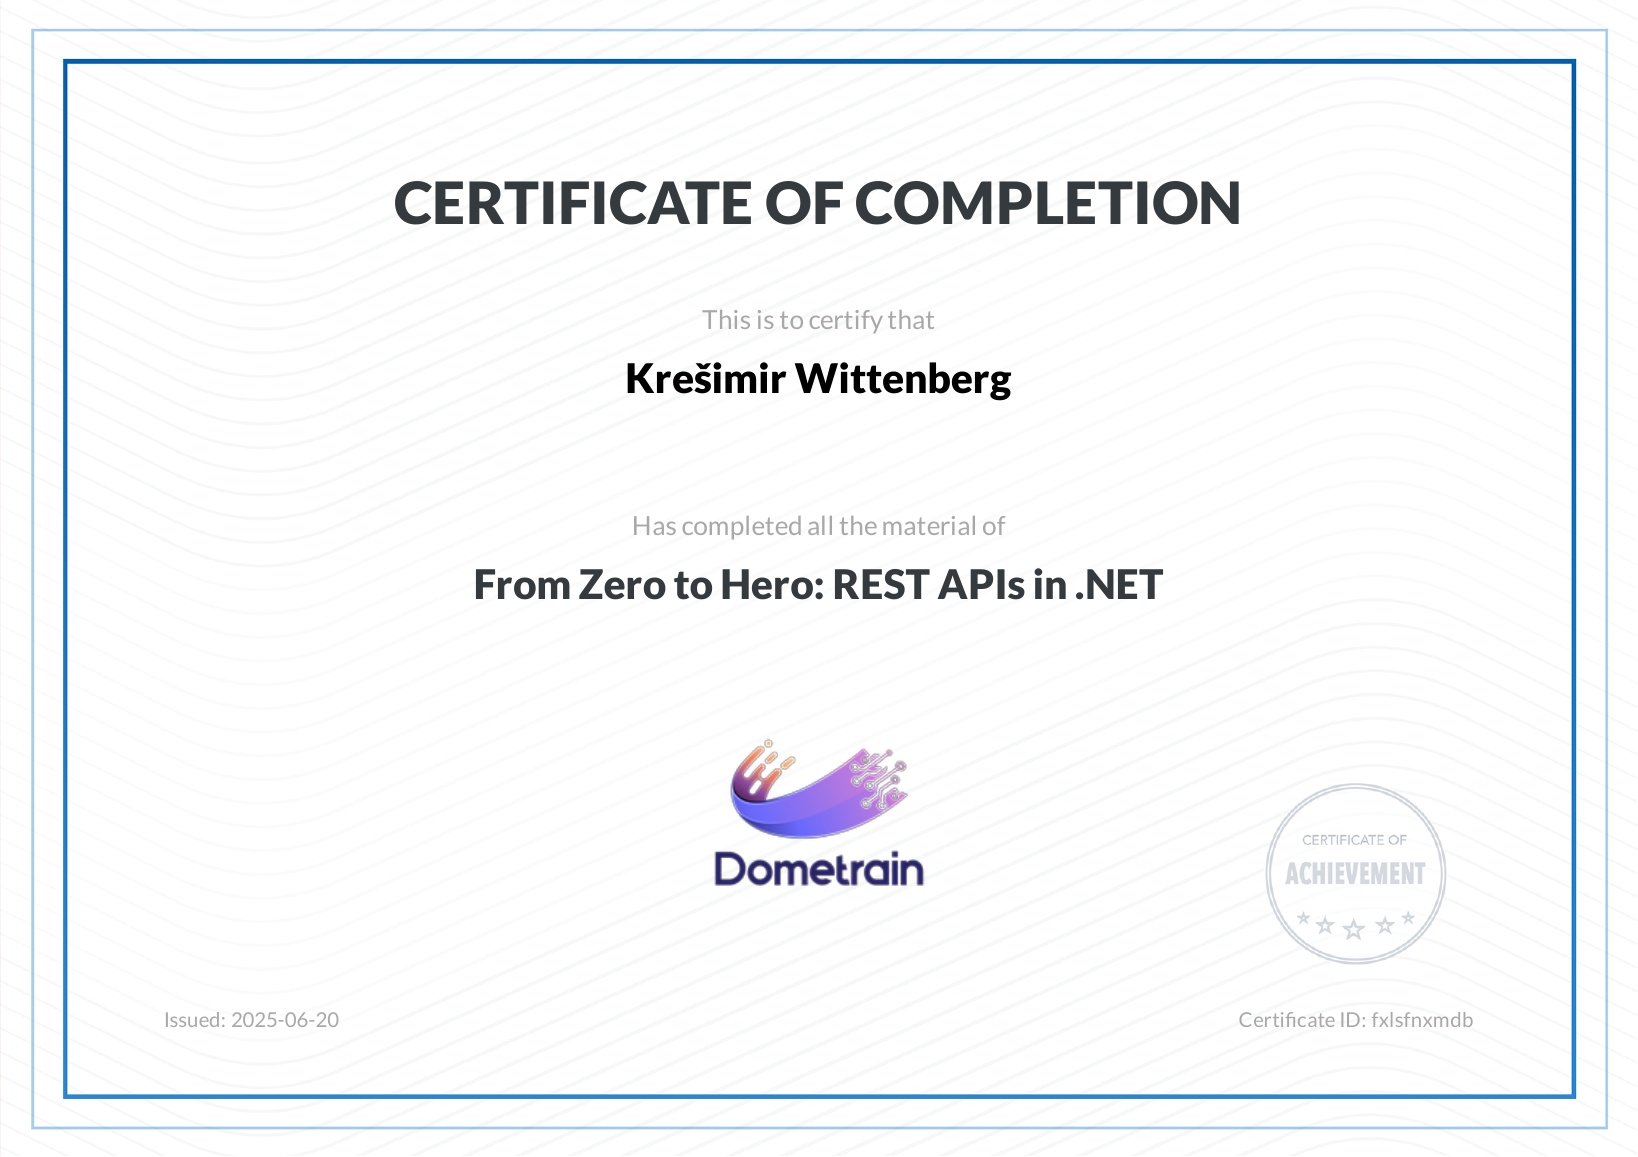 CERTIFICATE OF COMPLETION
This is to certify that
Krešimir Wittenberg
Has completed all the material of
From Zero to Hero: REST APIs in .NET
Dometrain
CERTIFICATE OF
ACHIEVEMENT
Issued: 2025-06-20
Certificate ID: fxlsfnxmdb